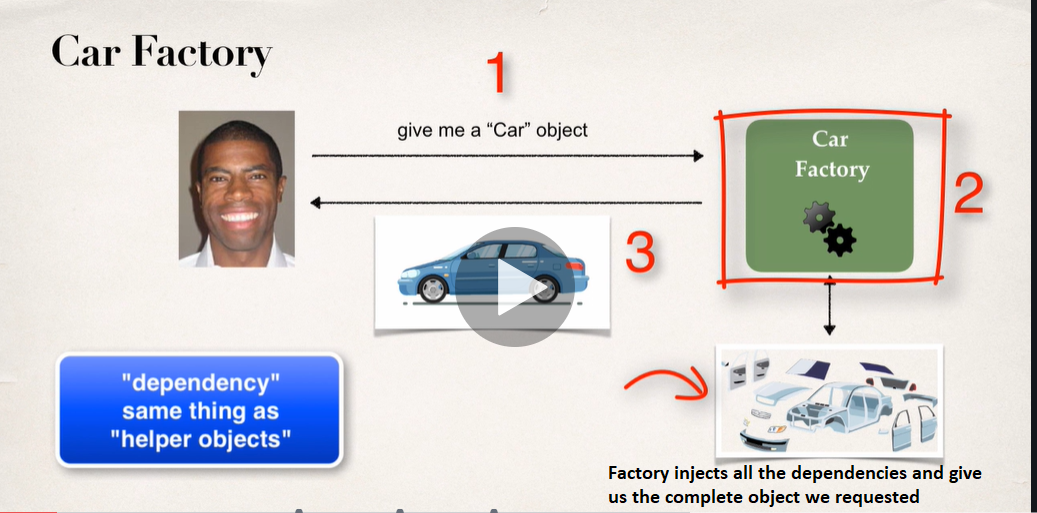 Car Factory
1
give me a “Car” object
Car
Factory
2
3
"dependency"
same thing as
"helper objects"
Factory injects all the dependencies and give
us the complete object we requested